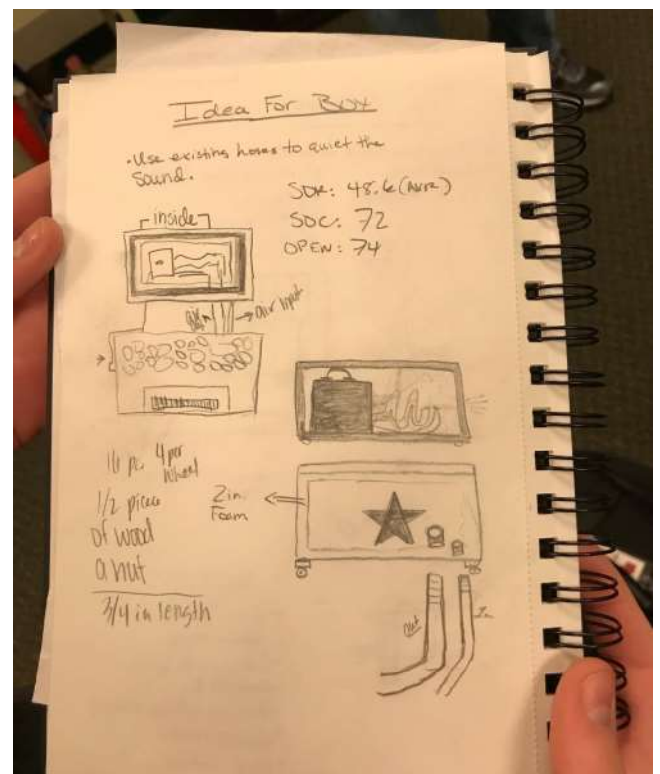 Idea For Box
• Use existing hoses to quiet the
Sound.
SDR: 48.6 (AVR)
SDC: 72
OPEN: 74
inside
air input
16 pc 4 per
wheel
1/2 piece
of wood
a nut
3/4 in length
2 in.
Foam
Out
In